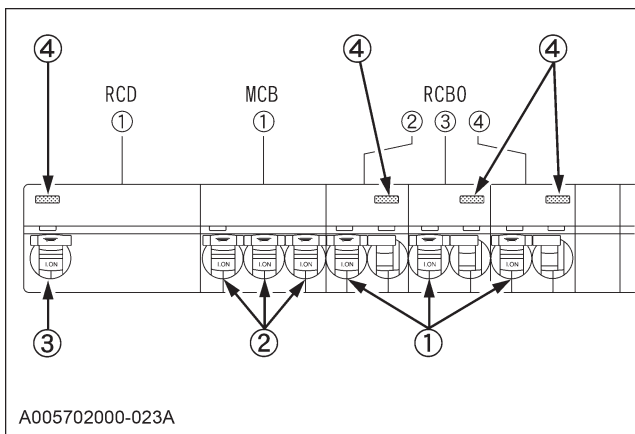 ④ ④ ④
RCD MCB RCBO
① ① ② ③ ④
I.ON I.ON I.ON I.ON I.ON I.ON I.ON
③ ② ①
A005702000-023A